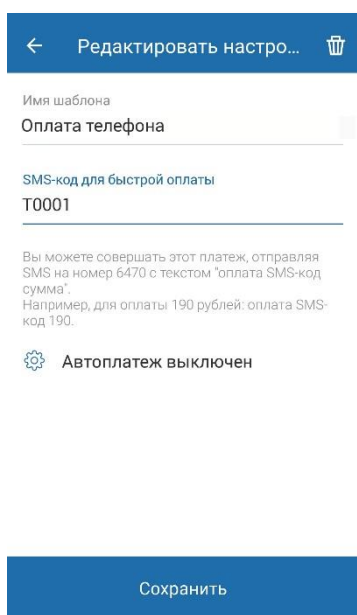 Редактировать настро...
Имя шаблона
Оплата телефона
SMS-код для быстрой оплаты
T0001
Вы можете совершать этот платеж, отправляя
SMS на номер 6470 с текстом "оплата SMS-код
сумма".
Например, для оплаты 190 рублей: оплата SMS-
код 190.
Автоплатеж выключен
Сохранить